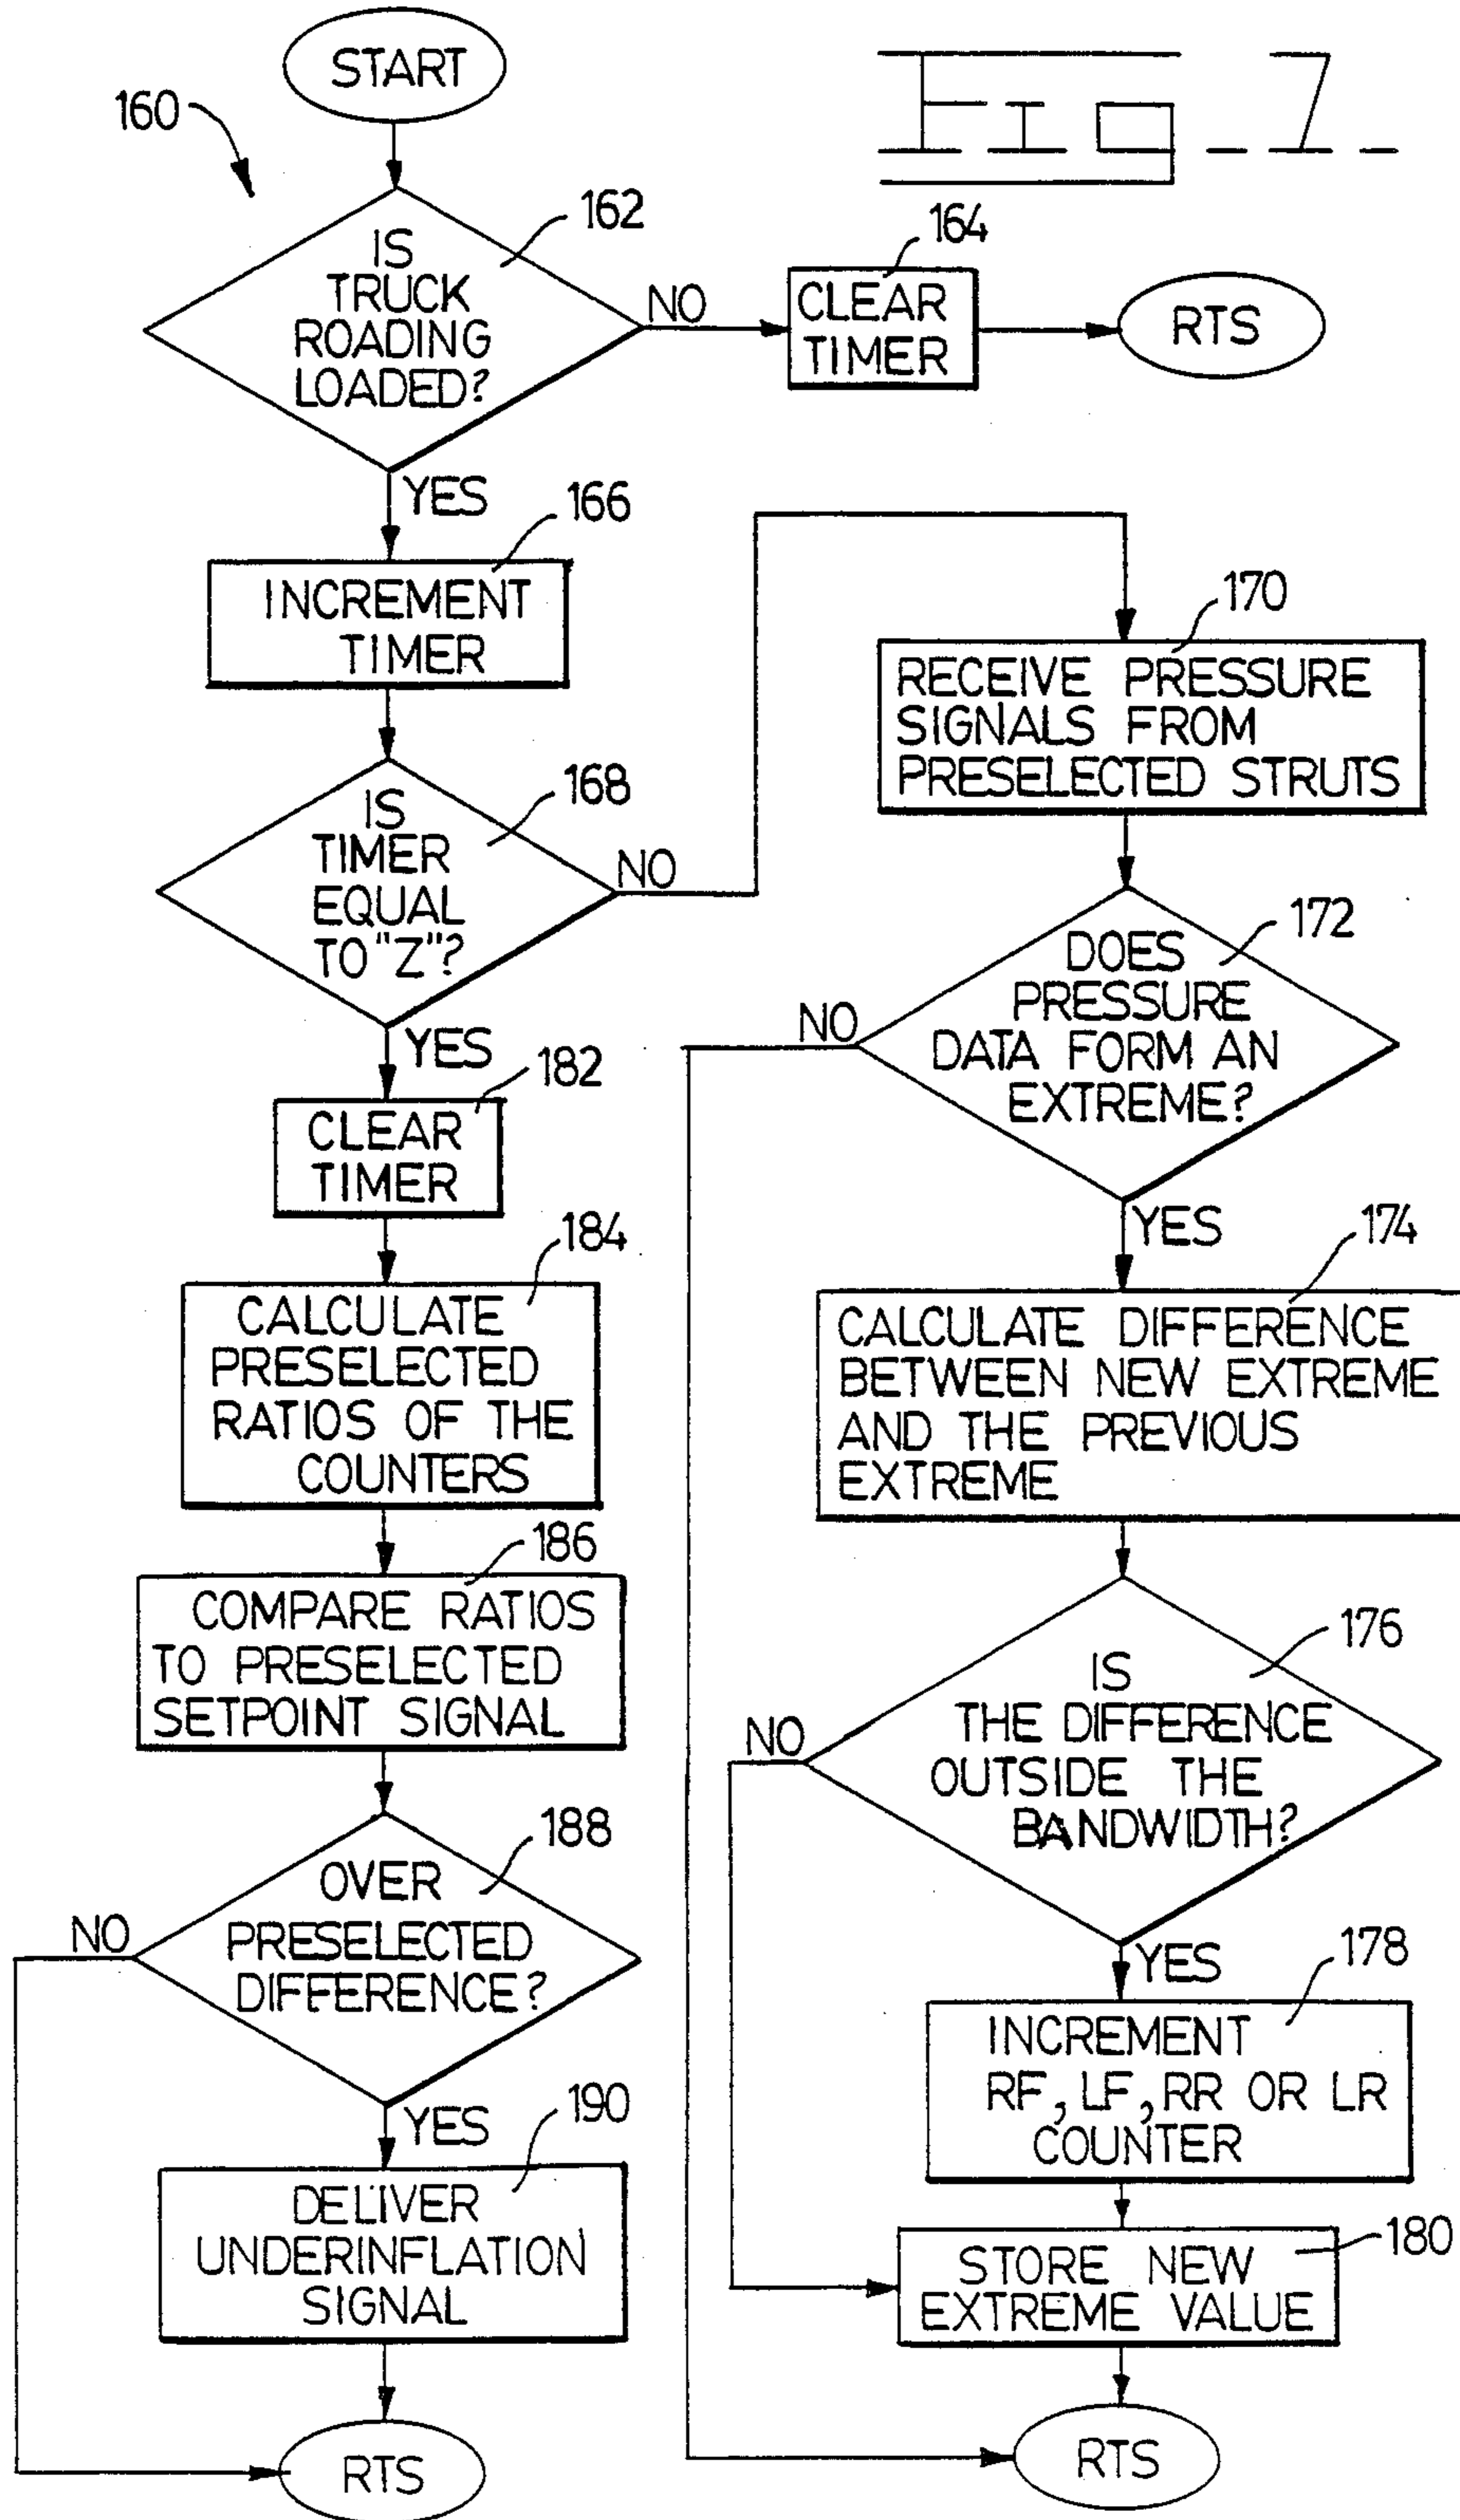 START
Fig-7-
160
162
IS
TRUCK
ROADING
LOADED?
NO
164
CLEAR
TIMER
RTS
YES
166
INCREMENT
TIMER
168
IS
TIMER
EQUAL
TO "Z"?
NO
YES
182
CLEAR
TIMER
184
CALCULATE
PRESELECTED
RATIOS OF THE
COUNTERS
186
COMPARE RATIOS
TO PRESELECTED
SETPOINT SIGNAL
188
OVER
PRESELECTED
DIFFERENCE?
NO
YES
190
DELIVER
UNDERINFLATION
SIGNAL
RTS
170
RECEIVE PRESSURE
SIGNALS FROM
PRESELECTED STRUTS
172
DOES
PRESSURE
DATA FORM AN
EXTREME?
NO
YES
174
CALCULATE DIFFERENCE
BETWEEN NEW EXTREME
AND THE PREVIOUS
EXTREME
176
IS
THE DIFFERENCE
OUTSIDE THE
BANDWIDTH?
NO
YES
178
INCREMENT
RF, LF, RR OR LR
COUNTER
180
STORE NEW
EXTREME VALUE
RTS